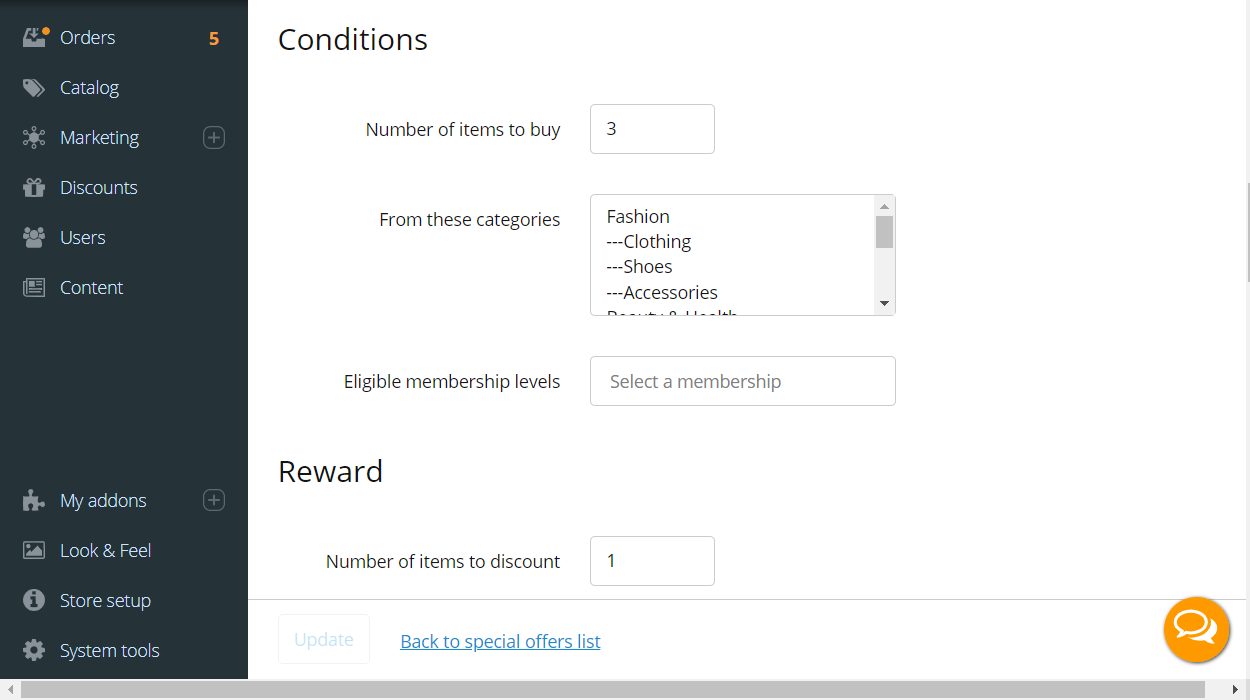 Orders 5
Catalog
Marketing
Discounts
Users
Content
My addons
Look & Feel
Store setup
System tools
Conditions
Number of items to buy 3
From these categories
Fashion
---Clothing
---Shoes
---Accessories
Beauty & Health
Eligible membership levels Select a membership
Reward
Number of items to discount 1
Update Back to special offers list